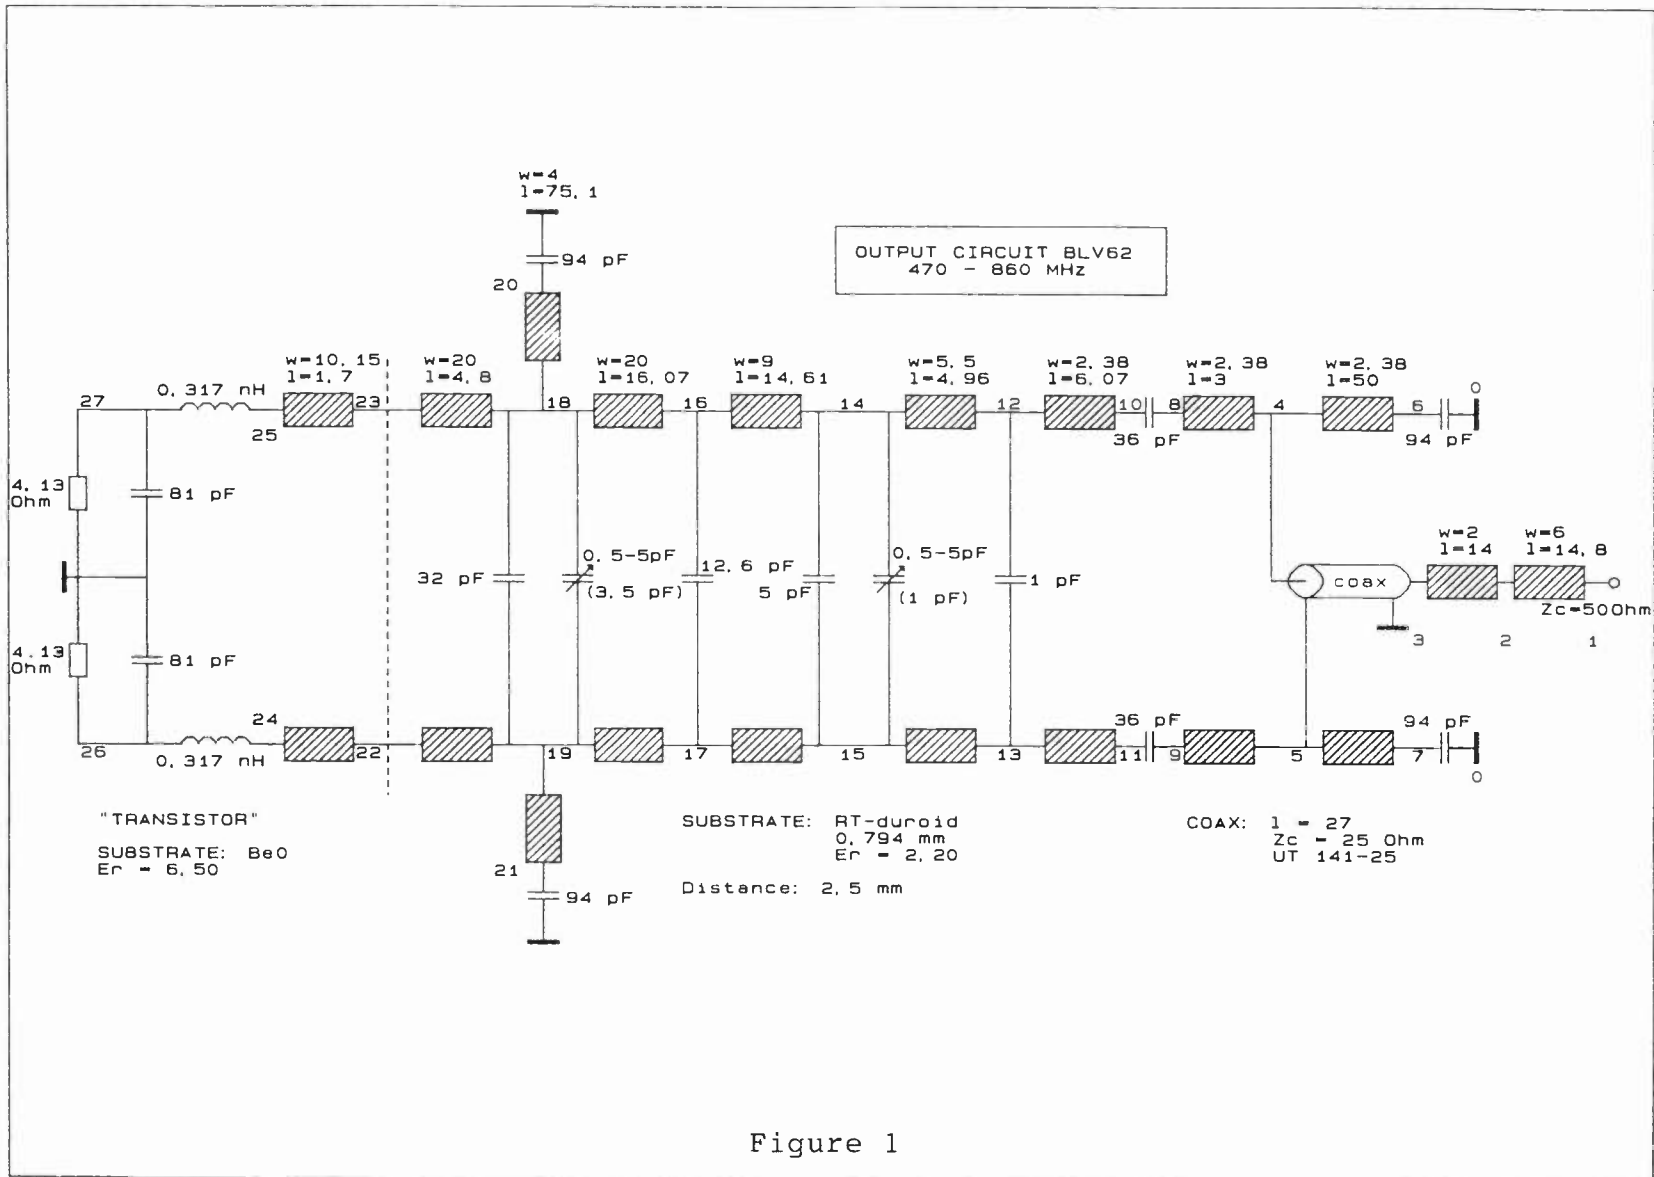 w=4
l=75,1
94 pF
20
OUTPUT CIRCUIT BLV62
470 - 860 MHz
w=10,15
l=1,7
w=20
l=4,8
w=20
l=16,07
w=9
l=14,61
w=5,5
l=4,96
w=2,38
l=6,07
w=2,38
l=3
w=2,38
l=50
0
27
0,317 nH
25
23
18
16
14
12
10
8
4
6
36 pF
94 pF
4.13
Ohm
81 pF
32 pF
0,5-5pF
(3,5 pF)
12,6 pF
5 pF
0,5-5pF
(1 pF)
1 pF
coax
w=2
l=14
w=6
l=14,8
Zc=50Ohm
3
2
1
4.13
Ohm
81 pF
24
36 pF
94 pF
26
0,317 nH
22
19
17
15
13
11
9
5
7
0
"TRANSISTOR"
SUBSTRATE: BeO
Er = 6,50
21
94 pF
SUBSTRATE: RT-duroid
0,794 mm
Er = 2,20
Distance: 2,5 mm
COAX: l = 27
Zc = 25 Ohm
UT 141-25
Figure 1